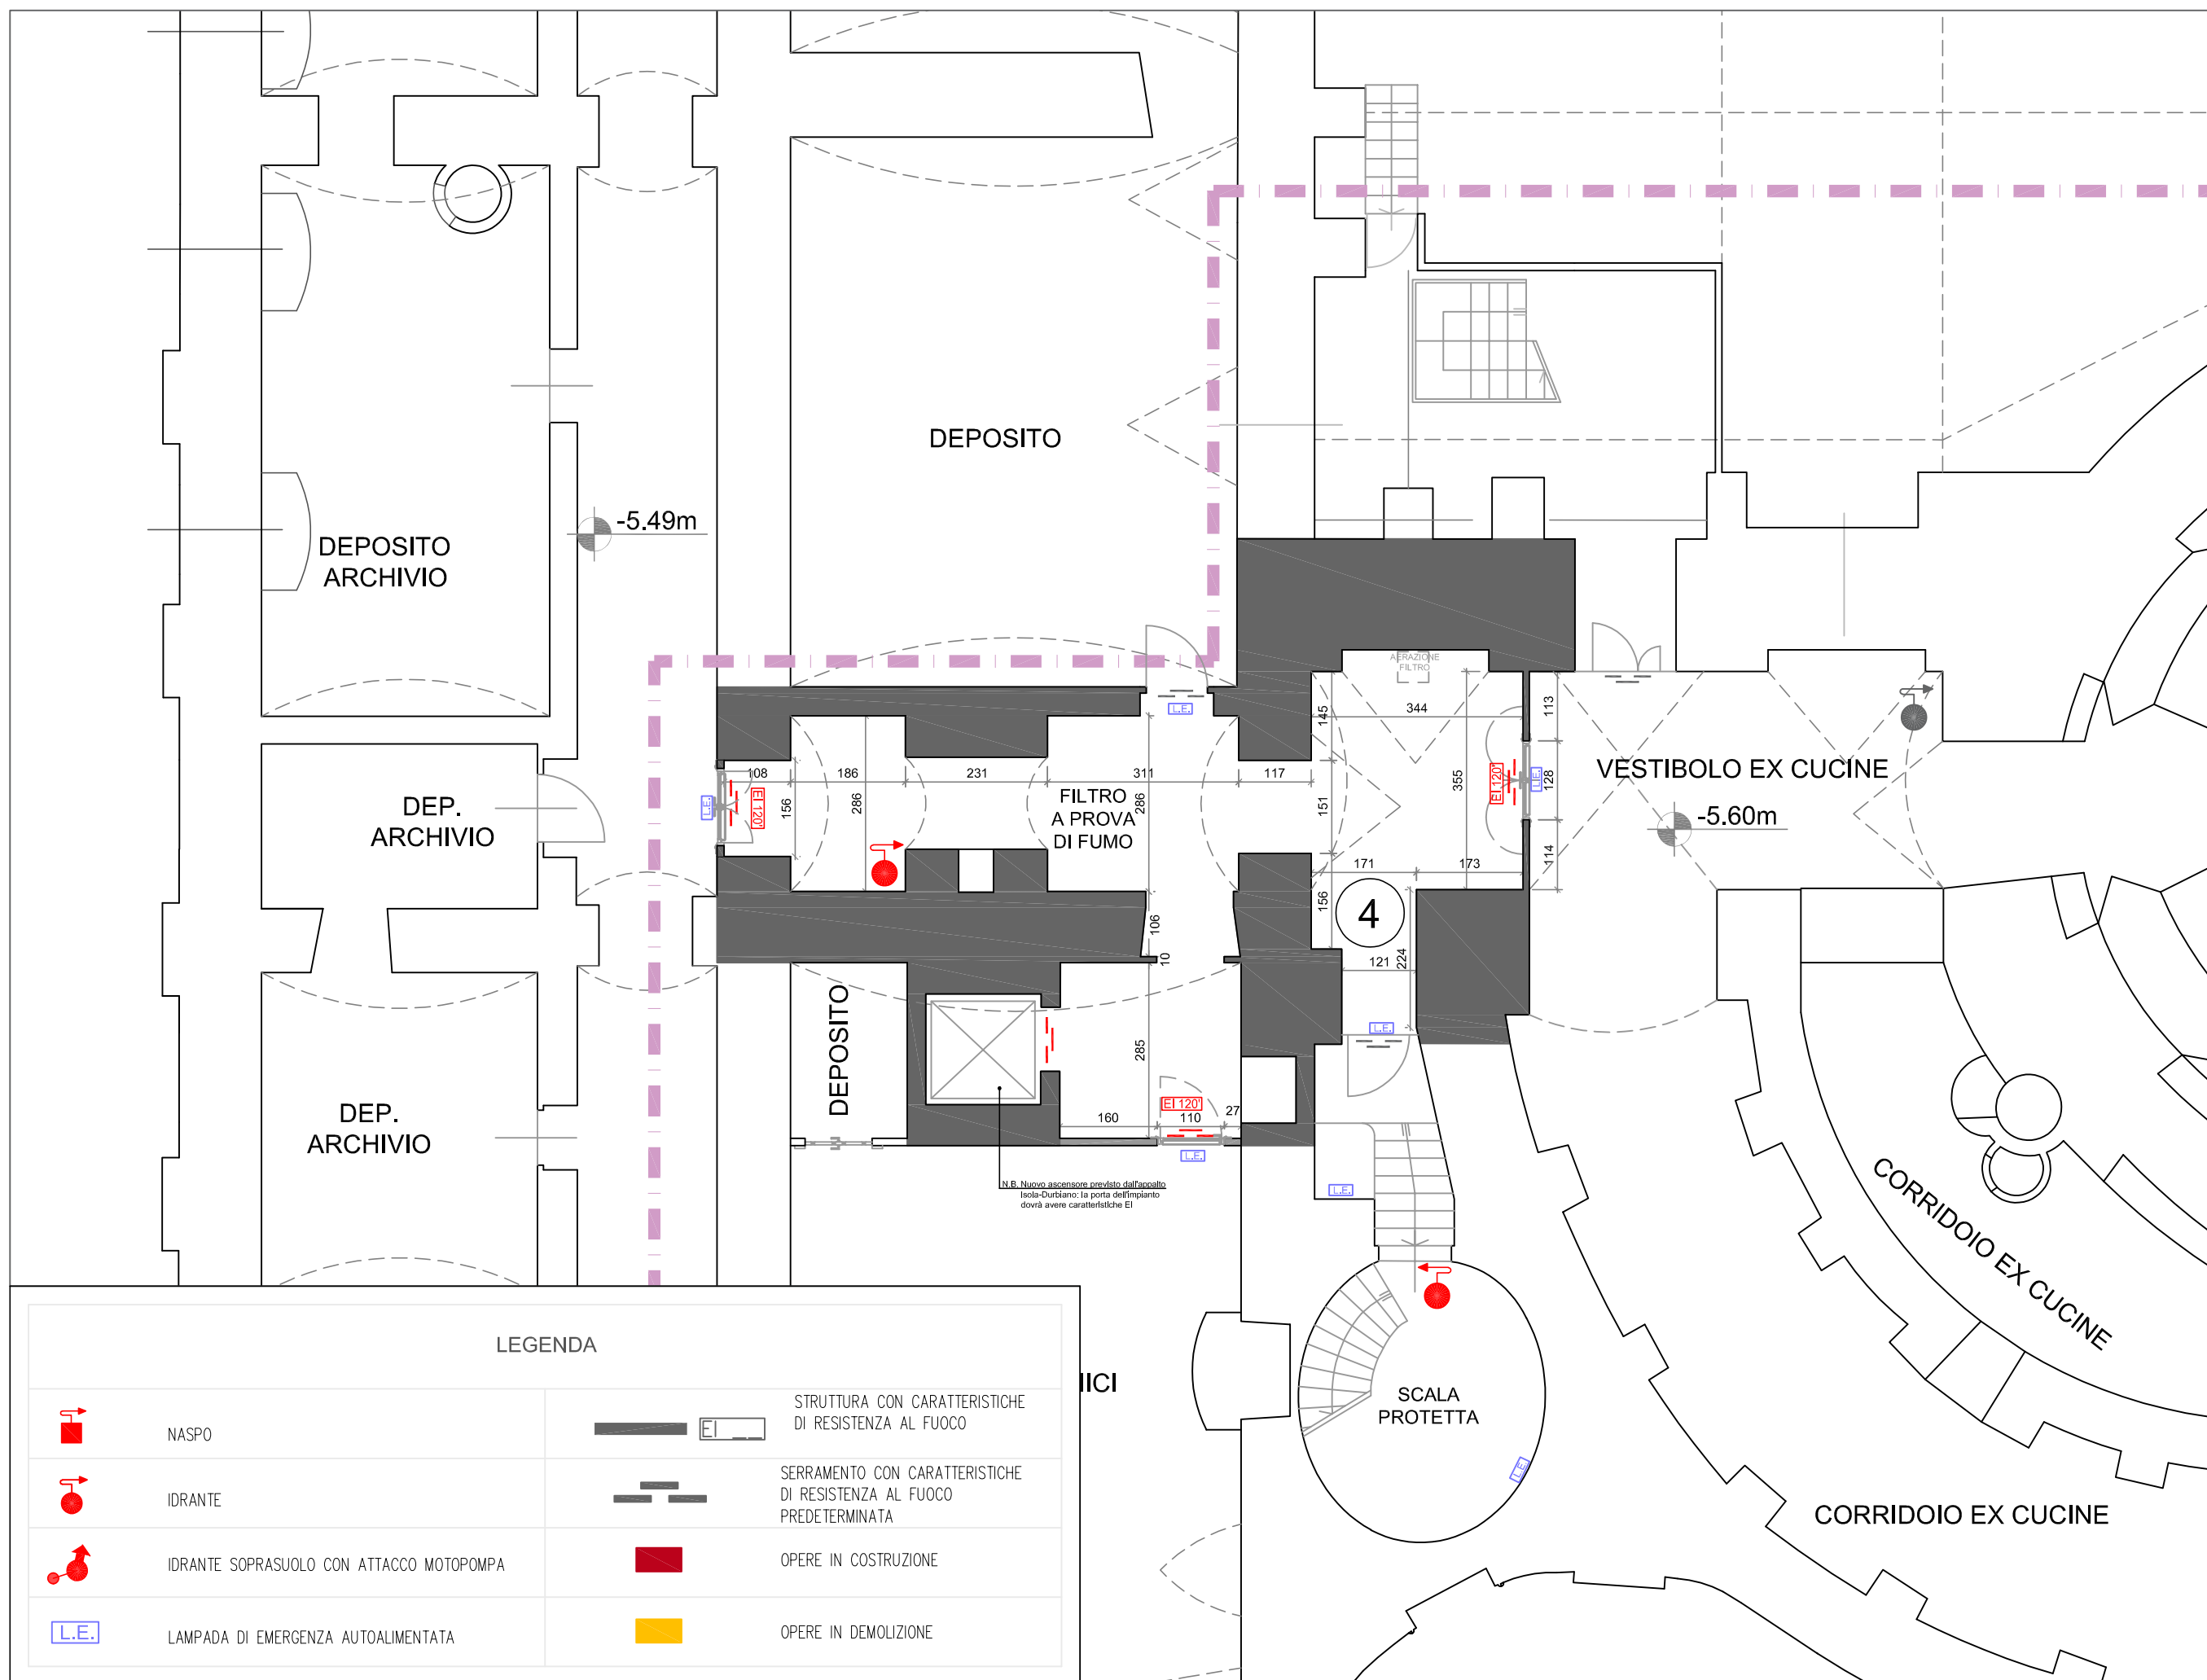 DEPOSITO
-5.49m
DEPOSITO
ARCHIVIO
AERAZIONE
FILTRO
L.E.
344
145
113
355
108
186
231
311
117
VESTIBOLO EX CUCINE
-5.60m
EI 120'
L.E.
128
L.E.
EI 120'
156
286
286
FILTRO
A PROVA
DI FUMO
151
DEP.
ARCHIVIO
114
171
173
156
4
106
10
121
224
L.E.
DEPOSITO
285
DEP.
ARCHIVIO
EI 120'
160
110
27
L.E.
L.E.
N.B. Nuovo ascensore previsto dall'appalto
Isola-Durbiano: la porta dell'impianto
dovrà avere caratteristiche EI
CORRIDOIO EX CUCINE
IICI
SCALA
PROTETTA
L.E.
CORRIDOIO EX CUCINE
LEGENDA
NASPO
EI __ __
STRUTTURA CON CARATTERISTICHE
DI RESISTENZA AL FUOCO
IDRANTE
SERRAMENTO CON CARATTERISTICHE
DI RESISTENZA AL FUOCO
PREDETERMINATA
IDRANTE SOPRASUOLO CON ATTACCO MOTOPOMPA
OPERE IN COSTRUZIONE
L.E.
LAMPADA DI EMERGENZA AUTOALIMENTATA
OPERE IN DEMOLIZIONE